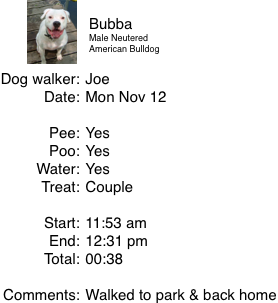 Bubba
Male Neutered
American Bulldog
Dog walker: Joe
Date: Mon Nov 12
Pee: Yes
Poo: Yes
Water: Yes
Treat: Couple
Start: 11:53 am
End: 12:31 pm
Total: 00:38
Comments: Walked to park & back home